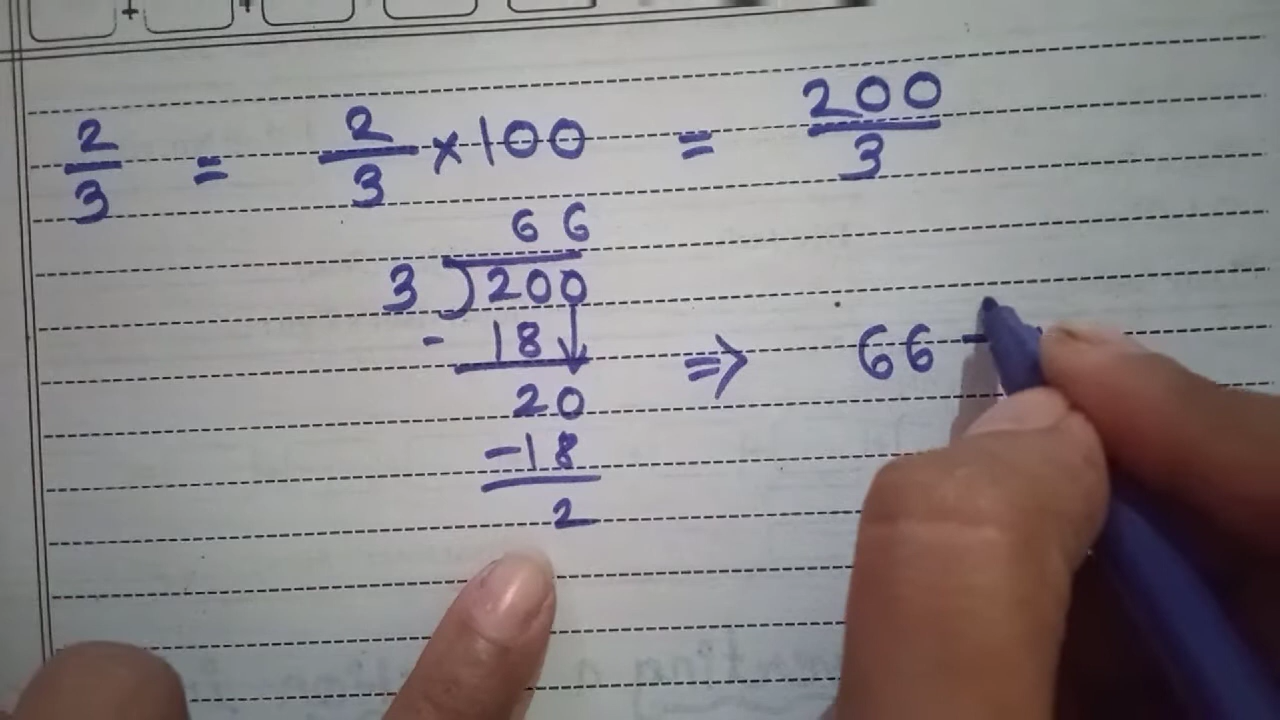 2/3 = 2/3 × 100 = 200/3
66
3 ) 200
- 18
20 ⇒ 66 -
-18
2